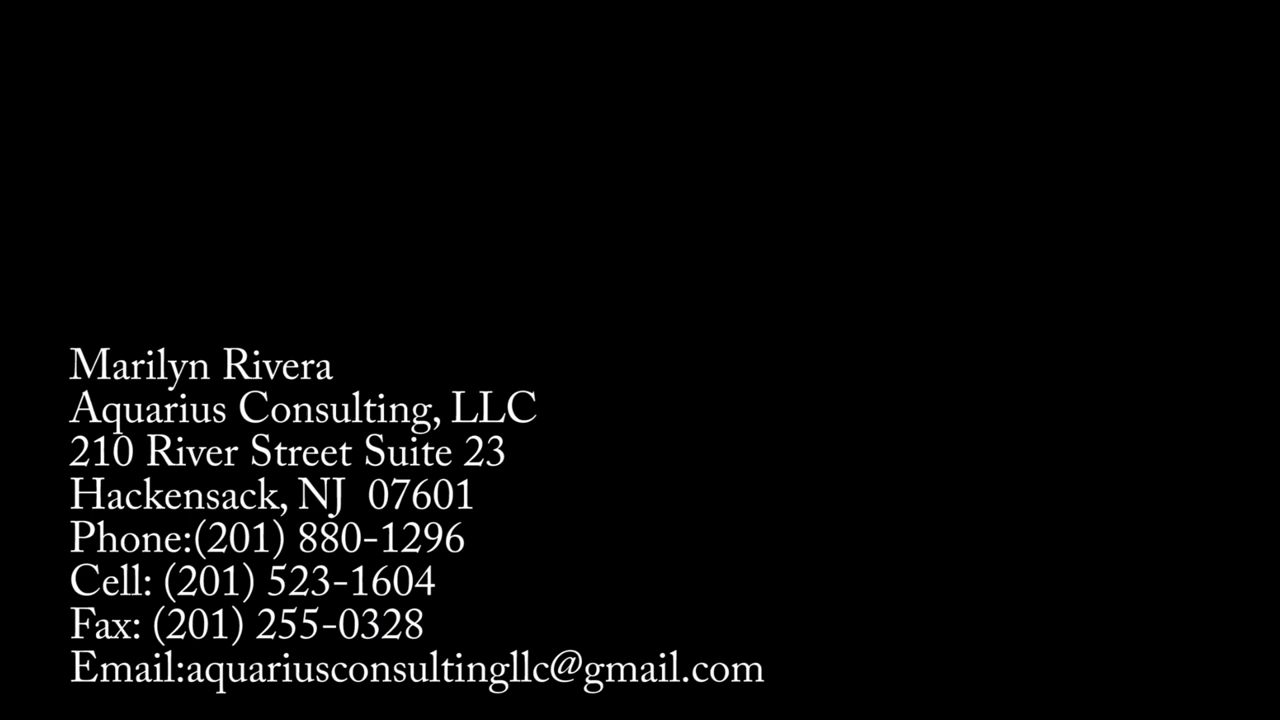 Marilyn Rivera
Aquarius Consulting, LLC
210 River Street Suite 23
Hackensack, NJ  07601
Phone:(201) 880-1296
Cell: (201) 523-1604
Fax: (201) 255-0328
Email:aquariusconsultingllc@gmail.com